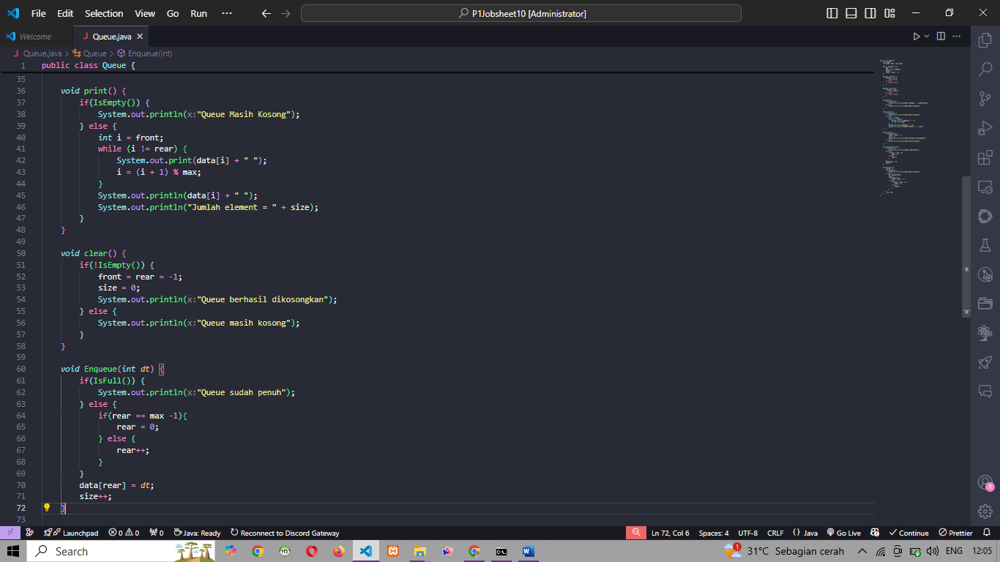 File Edit Selection View Go Run ··· P1Jobsheet10 [Administrator]
Welcome J Queue.java
J Queue.java > Queue > Enqueue(int)
1 public class Queue {
35
36 void print() {
37 if(IsEmpty()) {
38 System.out.println(x:"Queue Masih Kosong");
39 } else {
40 int i = front;
41 while (i != rear) {
42 System.out.print(data[i] + " ");
43 i = (i + 1) % max;
44 }
45 System.out.println(data[i] + " ");
46 System.out.println("Jumlah element = " + size);
47 }
48 }
49
50 void clear() {
51 if(!IsEmpty()) {
52 front = rear = -1;
53 size = 0;
54 System.out.println(x:"Queue berhasil dikosongkan");
55 } else {
56 System.out.println(x:"Queue masih kosong");
57 }
58 }
59
60 void Enqueue(int dt) {
61 if(IsFull()) {
62 System.out.println(x:"Queue sudah penuh");
63 } else {
64 if(rear == max -1){
65 rear = 0;
66 } else {
67 rear++;
68 }
69 }
70 data[rear] = dt;
71 size++;
72 }
73
1
Launchpad 0 0 0 Java: Ready Reconnect to Discord Gateway Ln 72, Col 6 Spaces: 4 UTF-8 CRLF {} Java Go Live Continue Prettier
Search 1 31°C Sebagian cerah ENG 12:05